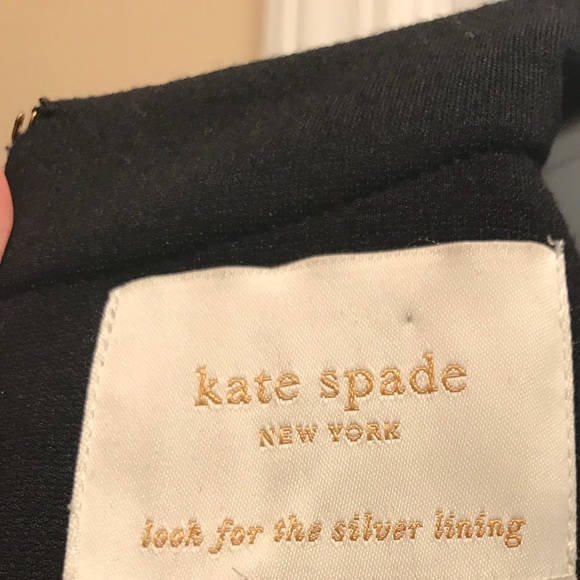 kate spade
NEW YORK
look for the silver lining